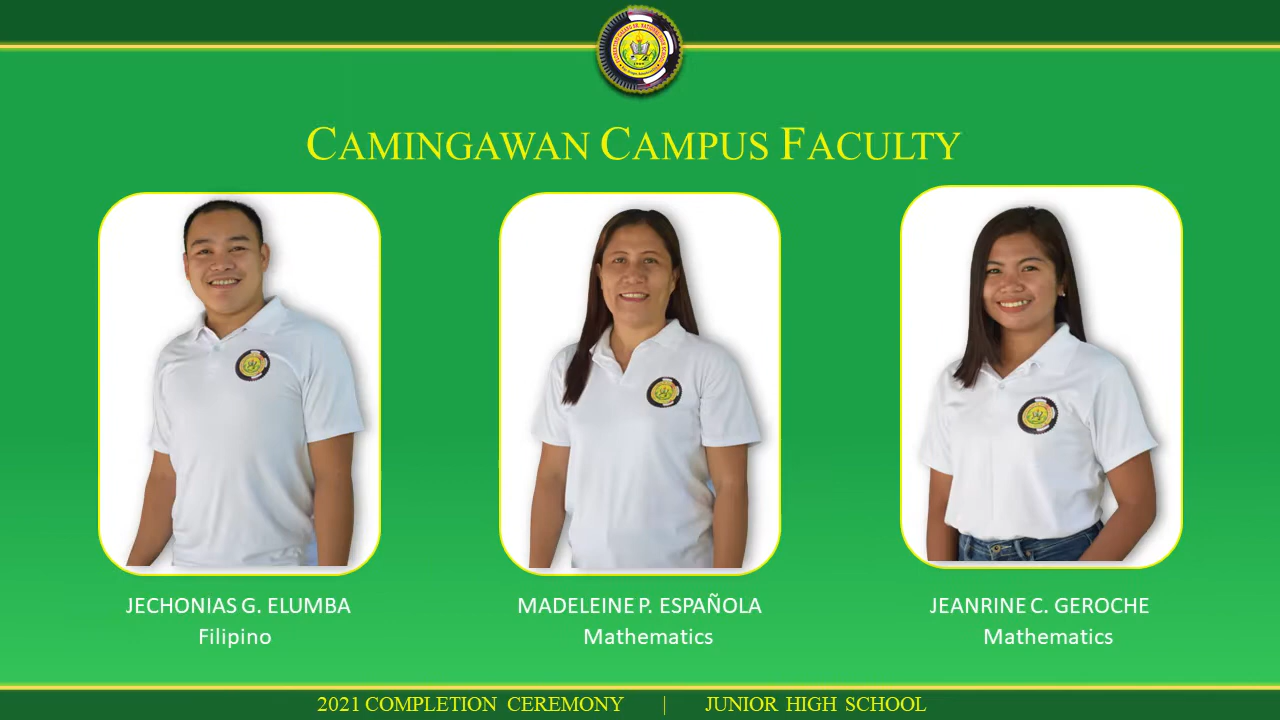 CAMINGAWAN CAMPUS FACULTY
JECHONIAS G. ELUMBA
Filipino
MADELEINE P. ESPAÑOLA
Mathematics
JEANRINE C. GEROCHE
Mathematics
2021 COMPLETION CEREMONY | JUNIOR HIGH SCHOOL